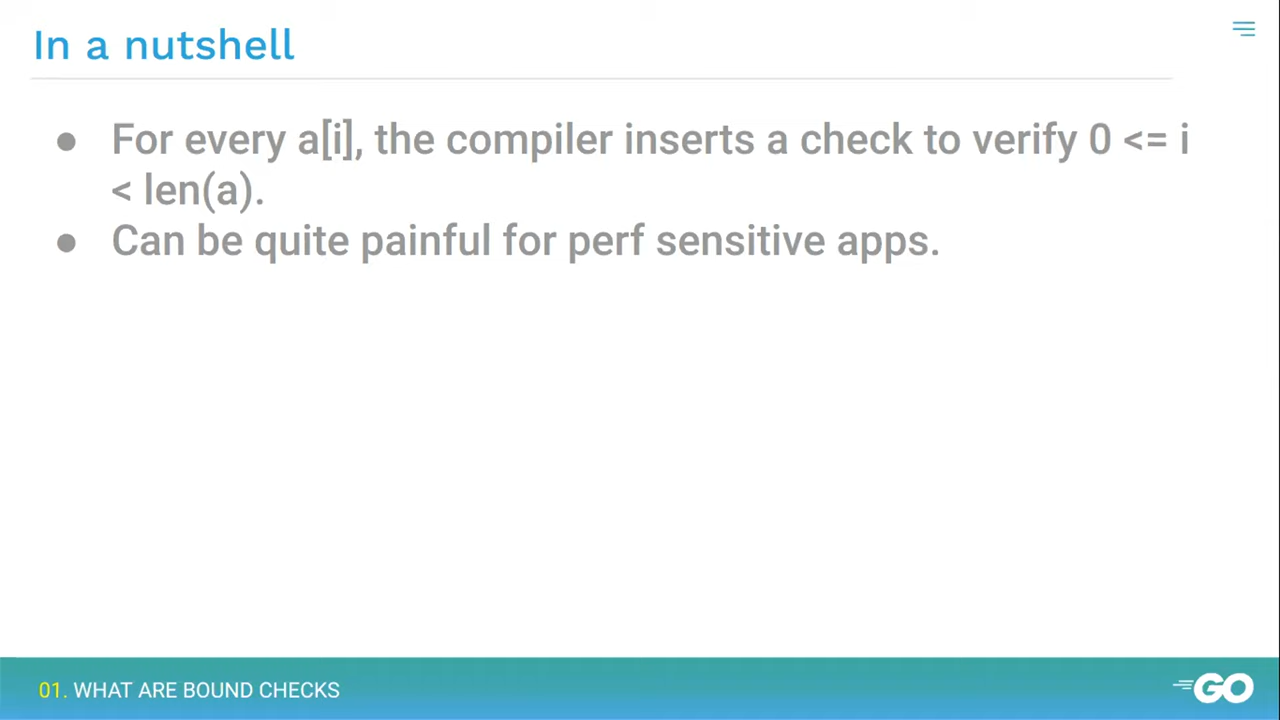 In a nutshell
● For every a[i], the compiler inserts a check to verify 0 <= i
< len(a).
● Can be quite painful for perf sensitive apps.
01. WHAT ARE BOUND CHECKS
GO